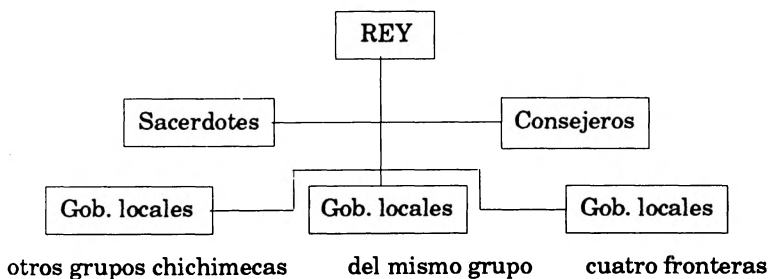 REY
Sacerdotes Consejeros
Gob. locales Gob. locales Gob. locales
otros grupos chichimecas del mismo grupo cuatro fronteras